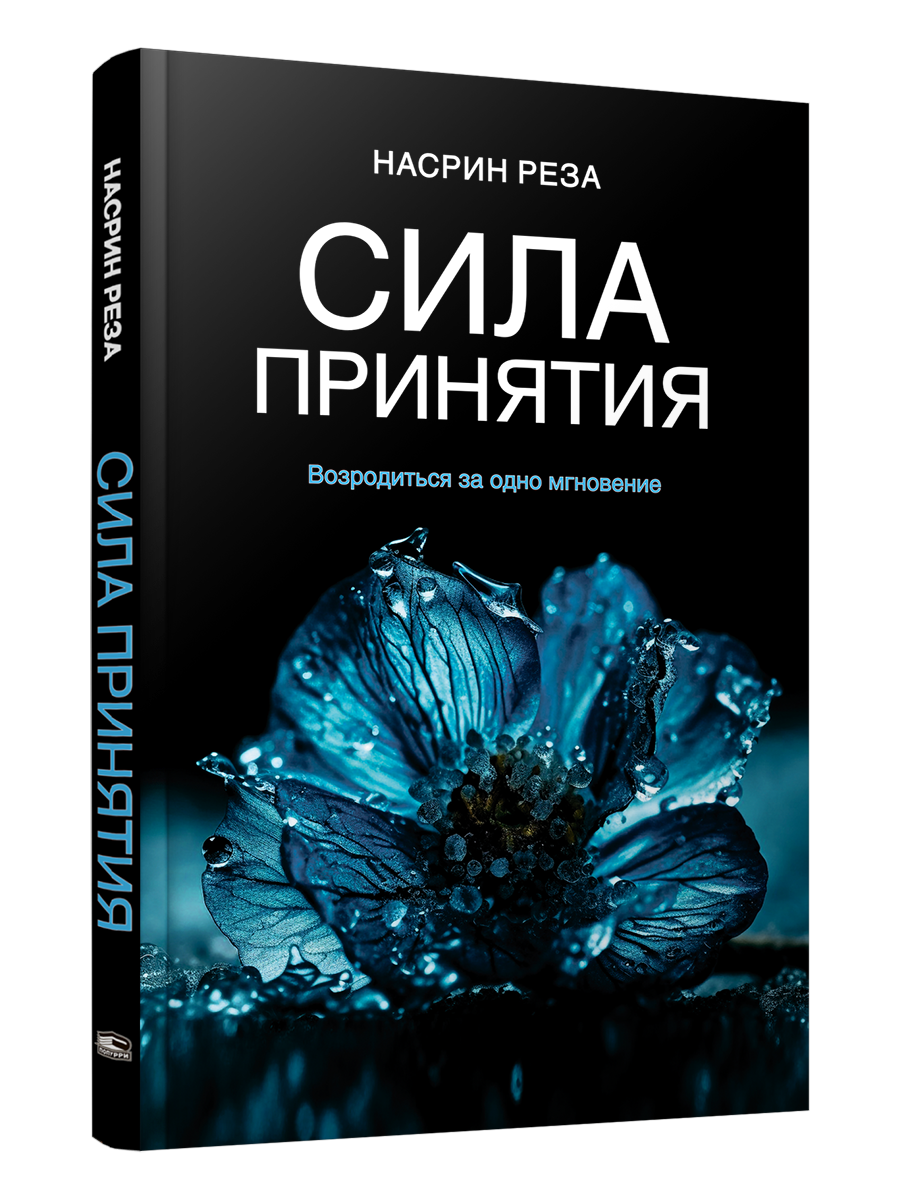 НАСРИН РЕЗА
СИЛА
ПРИНЯТИЯ
Возродиться за одно мгновение
НАСРИН РЕЗА
СИЛА ПРИНЯТИЯ
ПОПУРРИ